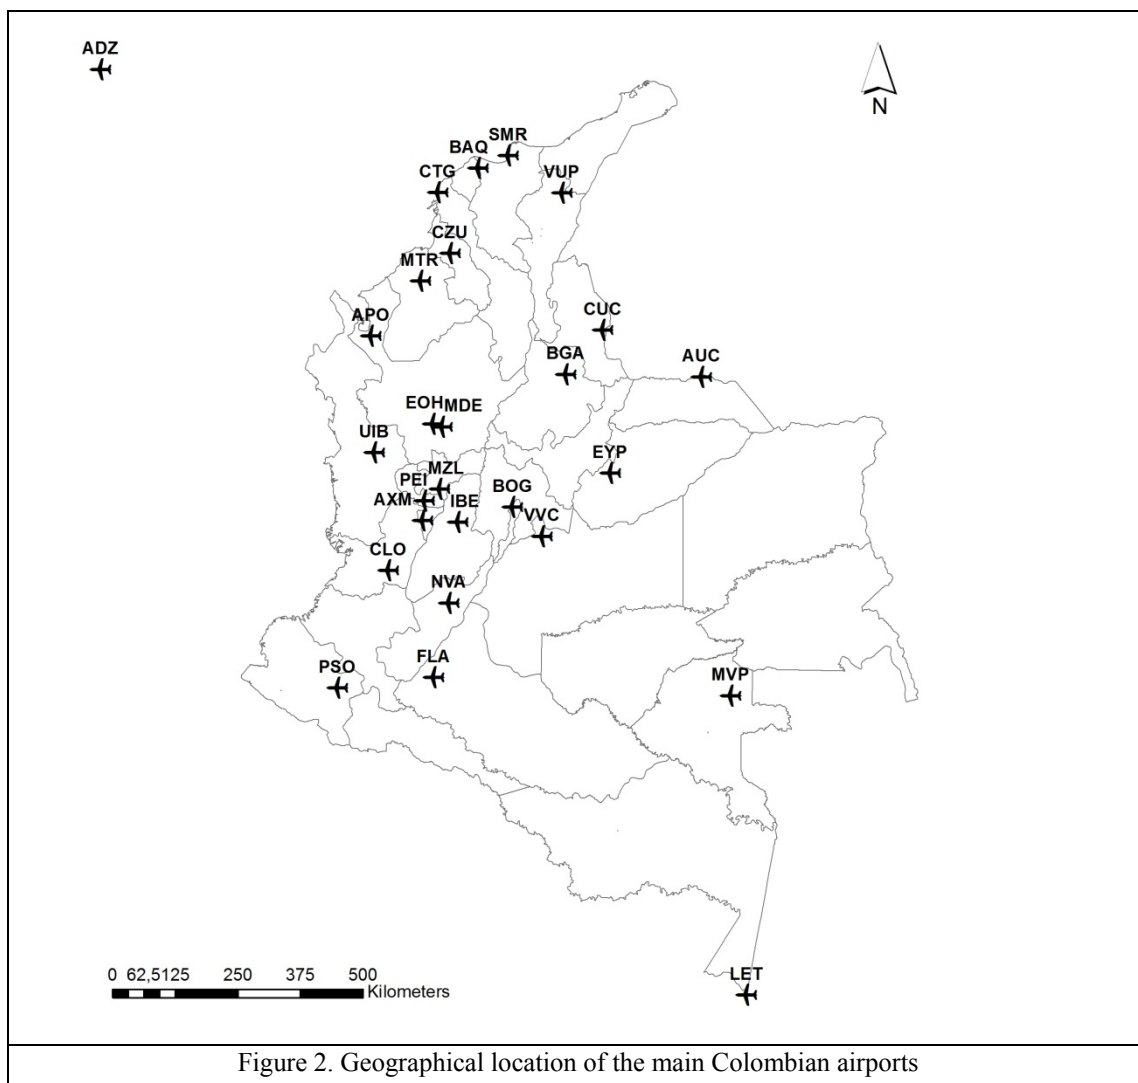 ADZ
N
SMR
BAQ
CTG
VUP
CZU
MTR
APO
CUC
BGA
AUC
EOH MDE
UIB
EYP
MZL
PEI
BOG
AXM
IBE
VVC
CLO
NVA
FLA
PSO
MVP
LET
0 62,5125 250 375 500
Kilometers
Figure 2. Geographical location of the main Colombian airports